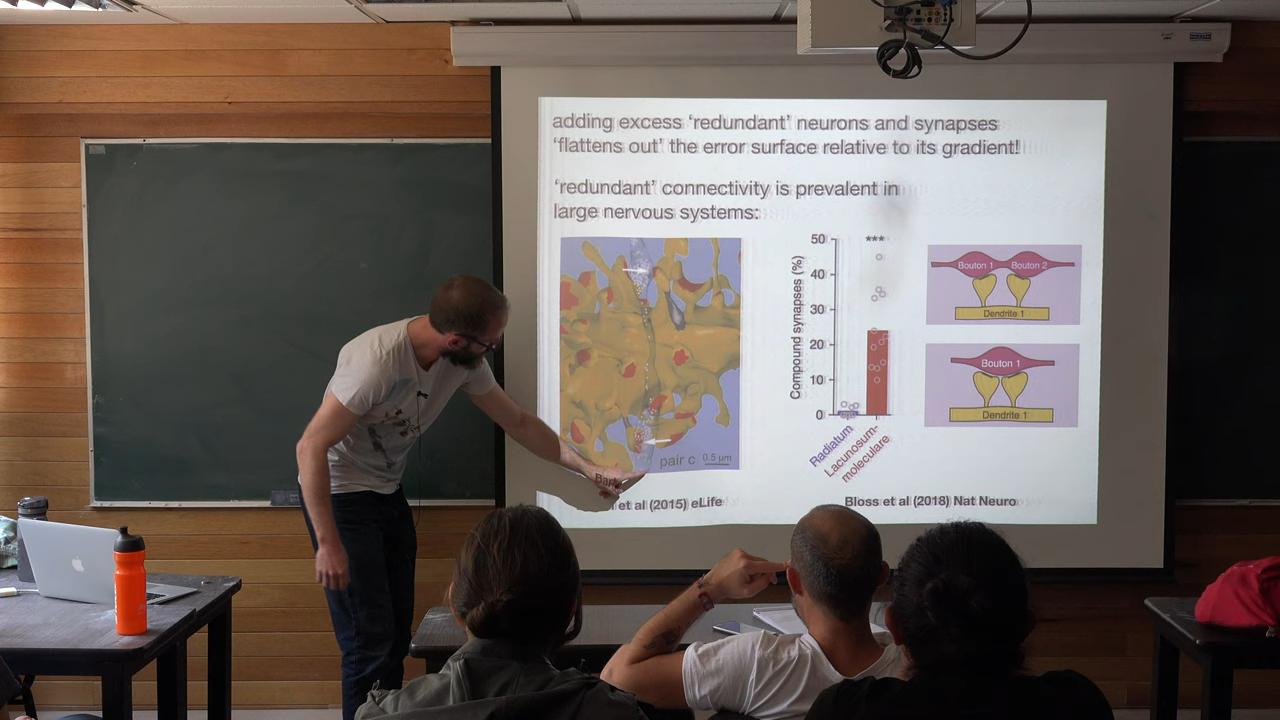 adding excess 'redundant' neurons and synapses
'flattens out' the error surface relative to its gradient!
'redundant' connectivity is prevalent in
large nervous systems:
pair c 0.5 µm
Compound synapses (%)
50
40
30
20
10
0
***
Radiatum
Lacunosum-
moleculare
Bouton 1 Bouton 2
Dendrite 1
Bouton 1
Dendrite 1
et al (2015) eLife
Bloss et al (2018) Nat Neuro